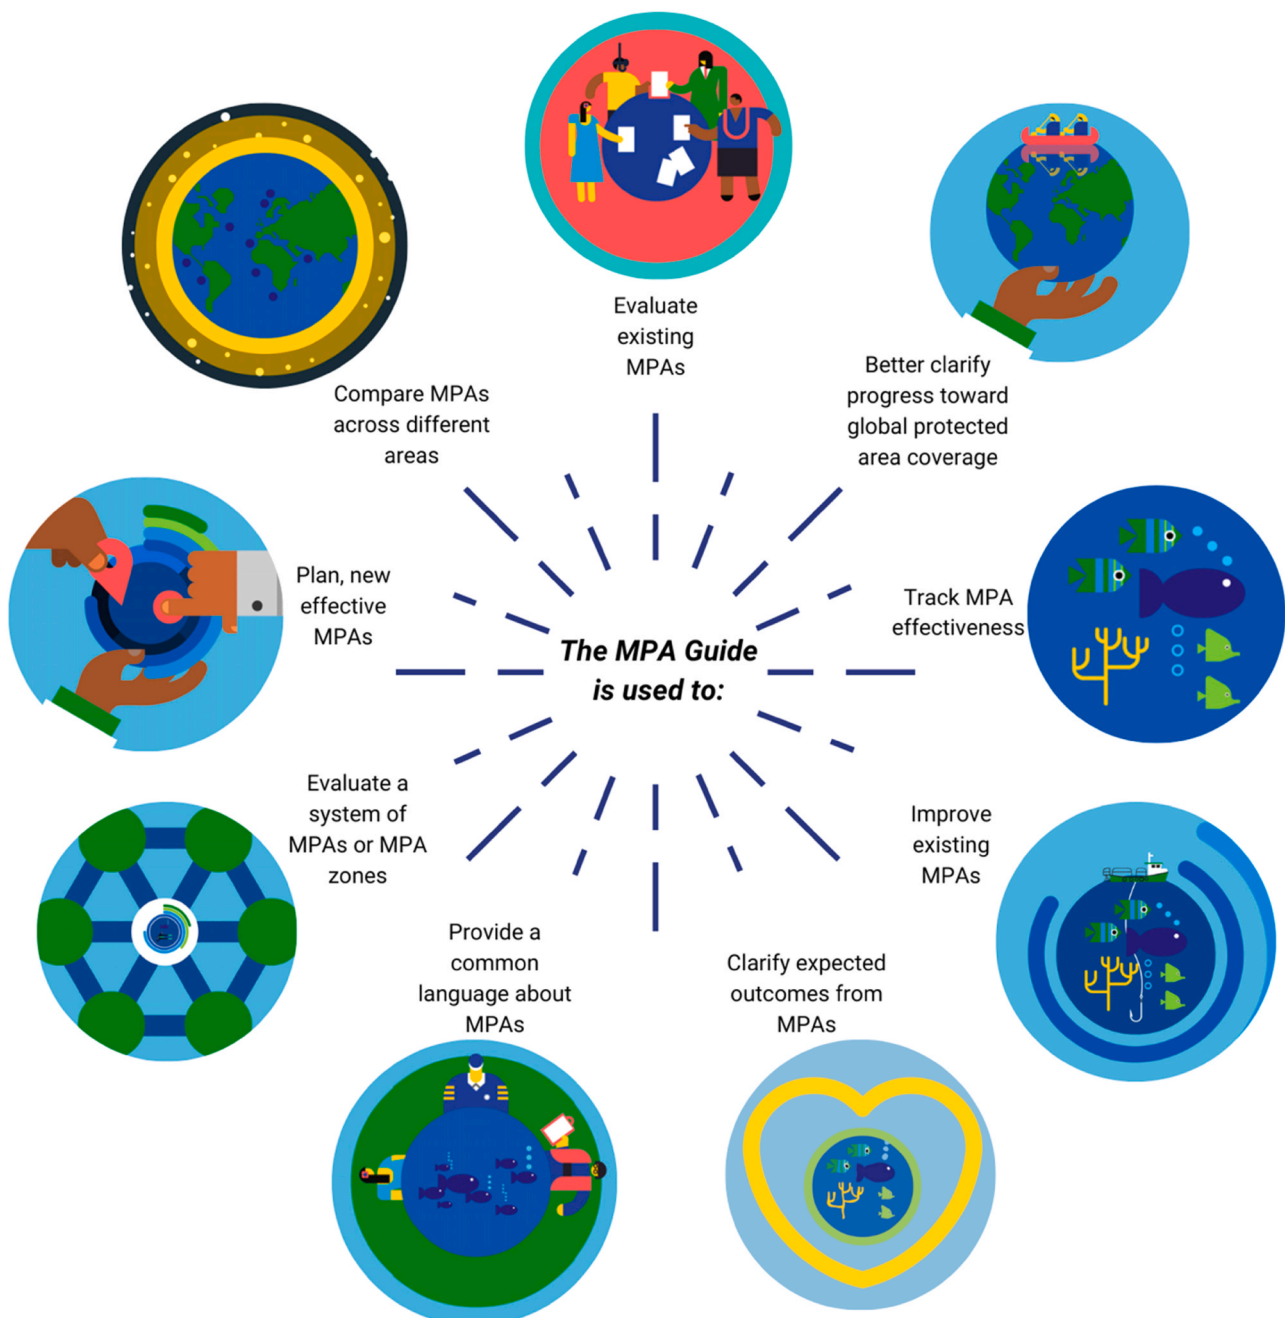 Evaluate
existing
MPAs
Better clarify
progress toward
global protected
area coverage
Compare MPAs
across different
areas
Plan, new
effective
MPAs
Track MPA
effectiveness
The MPA Guide
is used to:
Evaluate a
system of
MPAs or MPA
zones
Improve
existing
MPAs
Provide a
common
language about
MPAs
Clarify expected
outcomes from
MPAs